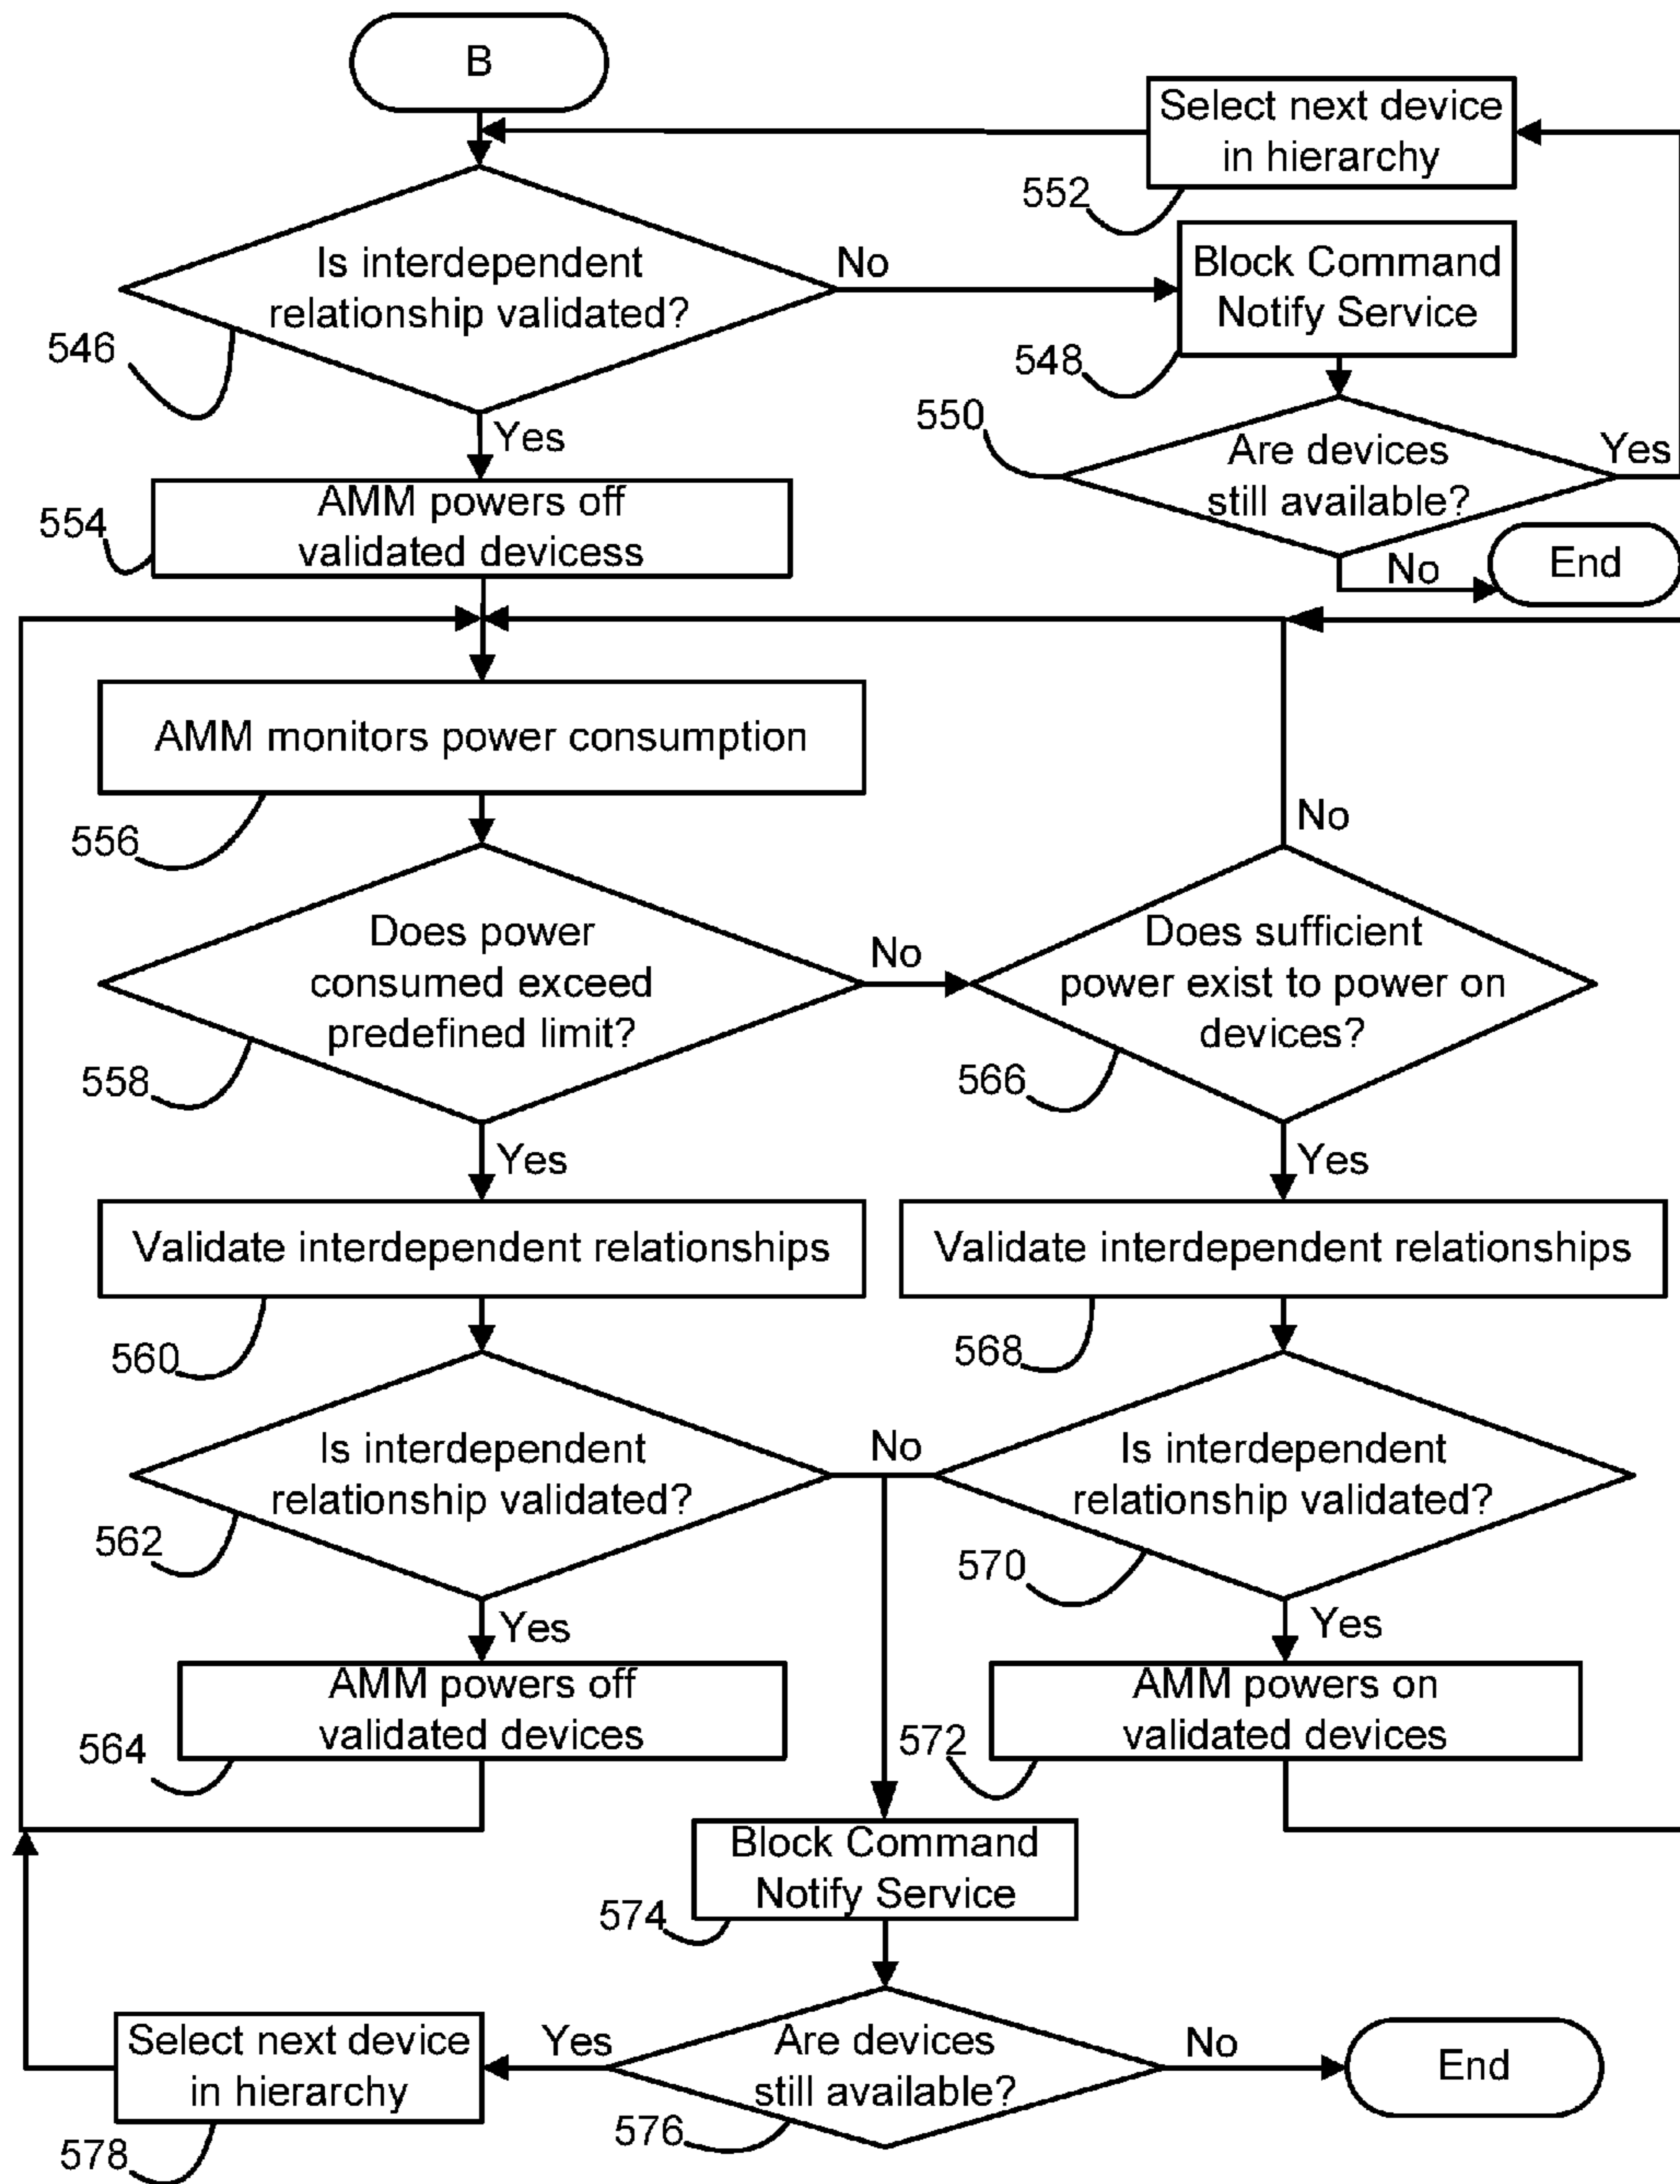 B
Select next device
in hierarchy
552
Is interdependent
relationship validated?
No
546
Block Command
Notify Service
548
550
Are devices
still available?
Yes
No
End
Yes
AMM powers off
validated devicess
554
AMM monitors power consumption
556
No
Does power
consumed exceed
predefined limit?
No
558
Does sufficient
power exist to power on
devices?
566
Yes
Yes
Validate interdependent relationships
560
Validate interdependent relationships
568
Is interdependent
relationship validated?
No
562
Is interdependent
relationship validated?
570
Yes
Yes
AMM powers off
validated devices
564
AMM powers on
validated devices
572
Block Command
Notify Service
574
Select next device
in hierarchy
578
Yes
Are devices
still available?
576
No
End